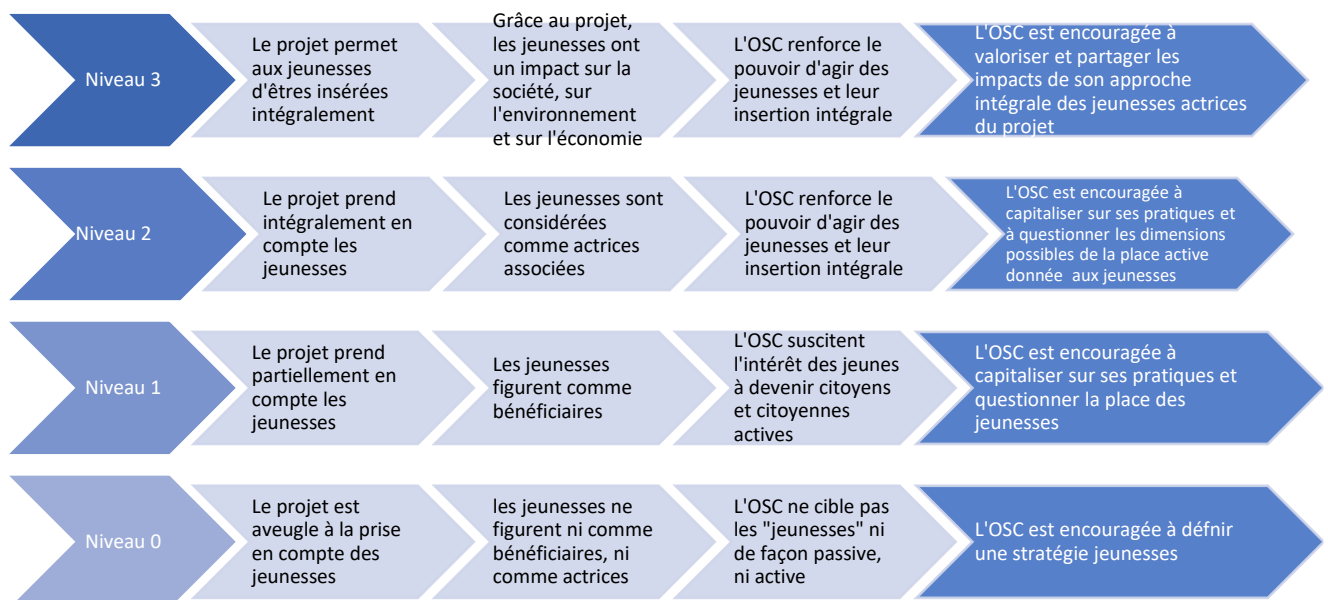 Niveau 3
Le projet permet
aux jeunesses
d'êtres insérées
intégralement
Grâce au projet,
les jeunesses ont
un impact sur la
société, sur
l'environnement
et sur l'économie
L'OSC renforce le
pouvoir d'agir des
jeunesses et leur
insertion intégrale
L'OSC est encouragée à
valoriser et partager les
impacts de son approche
intégrale des jeunesses actrices
du projet
Niveau 2
Le projet prend
intégralement en
compte les
jeunesses
Les jeunesses sont
considérées
comme actrices
associées
L'OSC renforce le
pouvoir d'agir des
jeunesses et leur
insertion intégrale
L'OSC est encouragée à
capitaliser sur ses pratiques et
à questionner les dimensions
possibles de la place active
donnée aux jeunesses
Niveau 1
Le projet prend
partiellement en
compte les
jeunesses
Les jeunesses
figurent comme
bénéficiaires
L'OSC suscitent
l'intérêt des jeunes
à devenir citoyens
et citoyennes
actives
L'OSC est encouragée à
capitaliser sur ses pratiques et
questionner la place des
jeunesses
Niveau 0
Le projet est
aveugle à la prise
en compte des
jeunesses
les jeunesses ne
figurent ni comme
bénéficiaires, ni
comme actrices
L'OSC ne cible pas
les "jeunesses" ni
de façon passive,
ni active
L'OSC est encouragée à défnir
une stratégie jeunesses